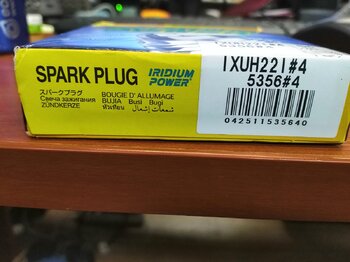 SPARK PLUG
IRIDIUM
POWER
スパークプラグ
Свеча зажигания
ZÜNDKERZE
BOUGIE D' ALLUMAGE
BUJIA Busi Bugi
หัวเทียน شمعات إشعال
IXUH22I#4
5356#4
042511535640